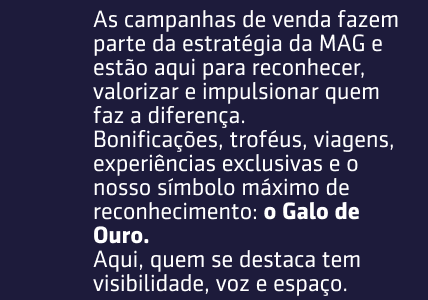 As campanhas de venda fazem
parte da estratégia da MAG e
estão aqui para reconhecer,
valorizar e impulsionar quem
faz a diferença.
Bonificações, troféus, viagens,
experiências exclusivas e o
nosso símbolo máximo de
reconhecimento: o Galo de
Ouro.
Aqui, quem se destaca tem
visibilidade, voz e espaço.